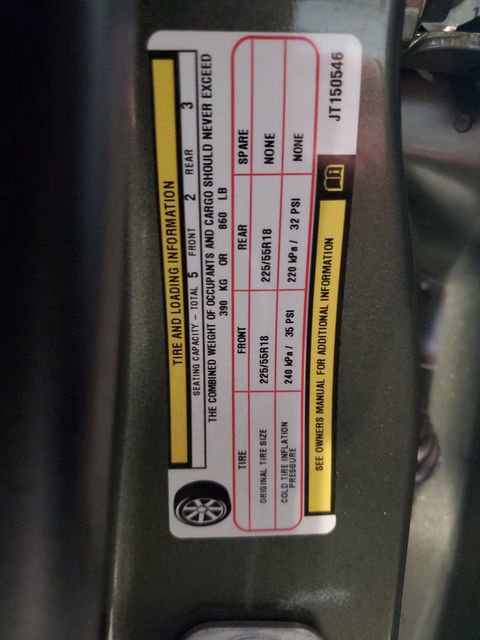 TIRE AND LOADING INFORMATION
SEATING CAPACITY - TOTAL 5 FRONT 2 REAR 3
THE COMBINED WEIGHT OF OCCUPANTS AND CARGO SHOULD NEVER EXCEED
390 KG OR 860 LB
TIRE FRONT REAR SPARE
ORIGINAL TIRE SIZE 225/55R18 225/55R18 NONE
COLD TIRE INFLATION
PRESSURE 240 kPa / 35 PSI 220 kPa / 32 PSI NONE
SEE OWNERS MANUAL FOR ADDITIONAL INFORMATION
JT150546